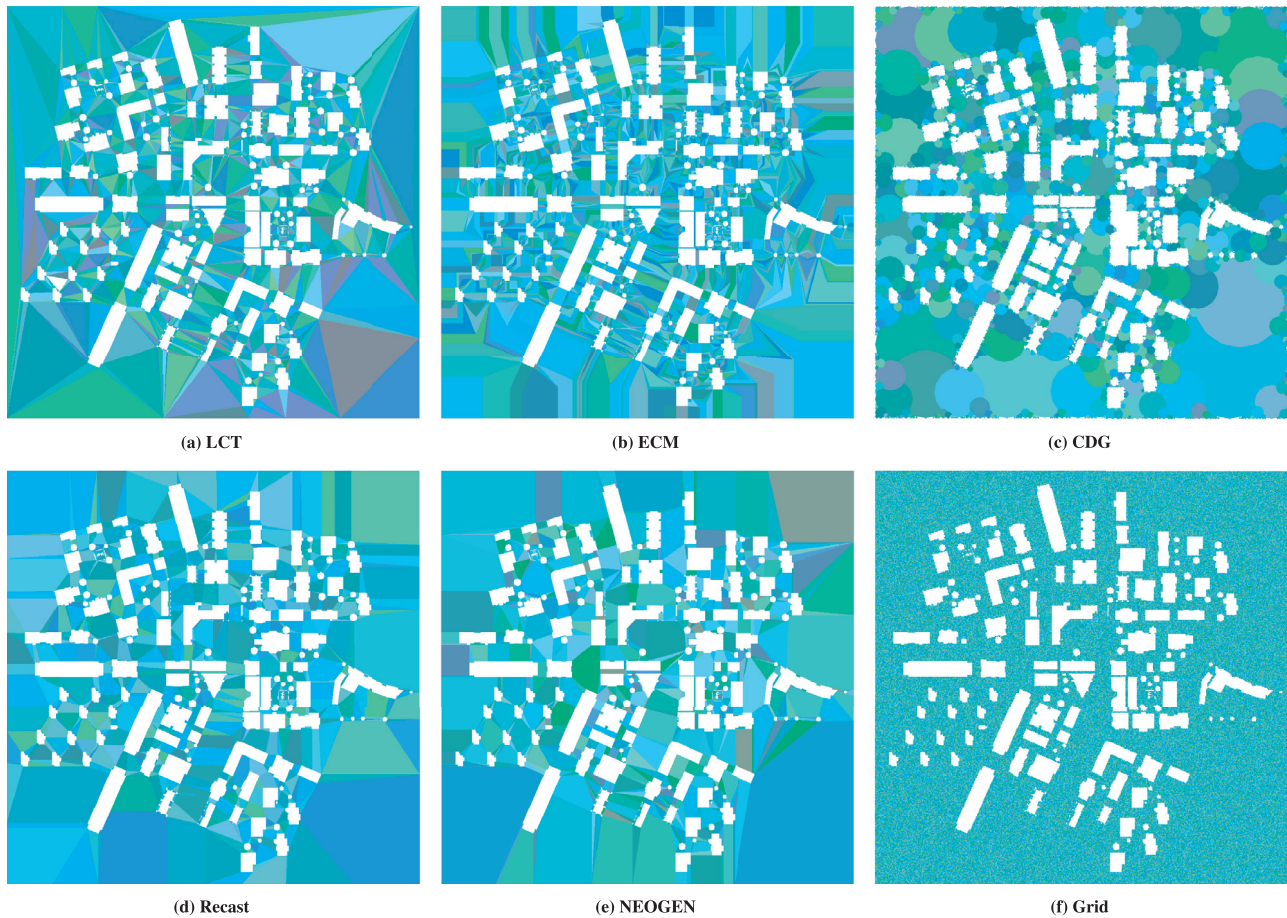 (a) LCT
(b) ECM
(c) CDG
(d) Recast
(e) NEOGEN
(f) Grid